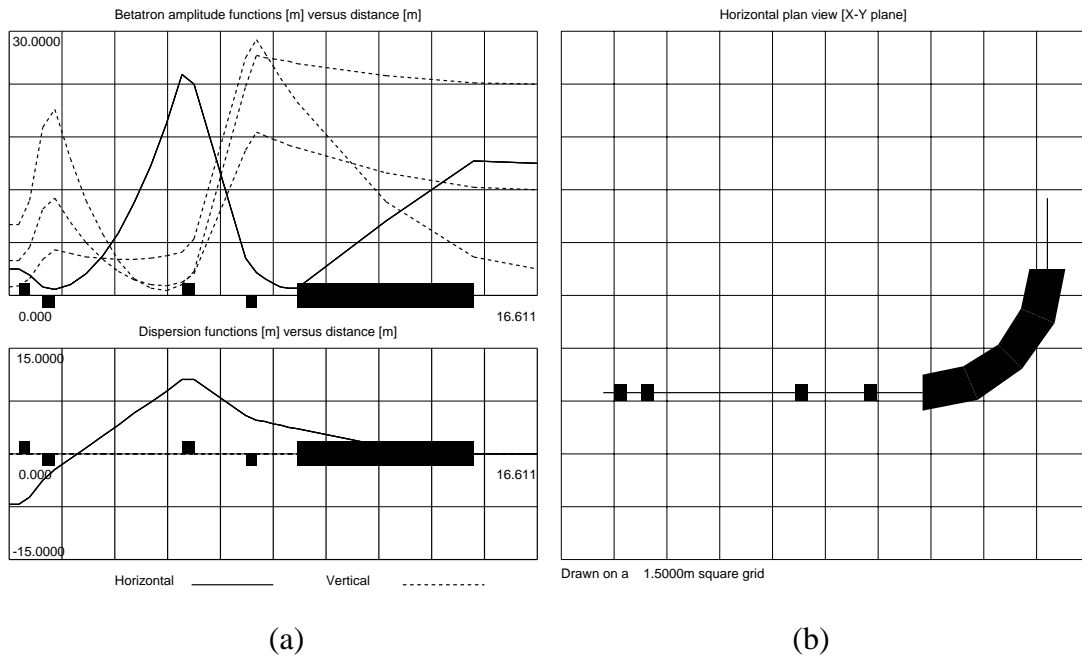 Betatron amplitude functions [m] versus distance [m]
30.0000
0.000
16.611
Dispersion functions [m] versus distance [m]
15.0000
0.000
16.611
-15.0000
Horizontal
Vertical
(a)
Horizontal plan view [X-Y plane]
Drawn on a 1.5000m square grid
(b)